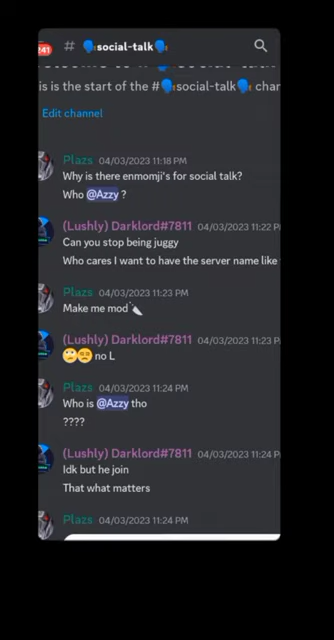 241
# 🗣social-talk🗣
is is the start of the #🗣social-talk🗣 chan
Edit channel
Plazs 04/03/2023 11:18 PM
Why is there enmomji's for social talk?
Who @Azzy ?
(Lushly) Darklord#7811 04/03/2023 11:22 P
Can you stop being juggy
Who cares I want to have the server name like
Plazs 04/03/2023 11:23 PM
Make me mod🔪
(Lushly) Darklord#7811 04/03/2023 11:23 P
🙄😒 no L
Plazs 04/03/2023 11:24 PM
Who is @Azzy tho
????
(Lushly) Darklord#7811 04/03/2023 11:24 P
Idk but he join
That what matters
Plazs 04/03/2023 11:24 PM